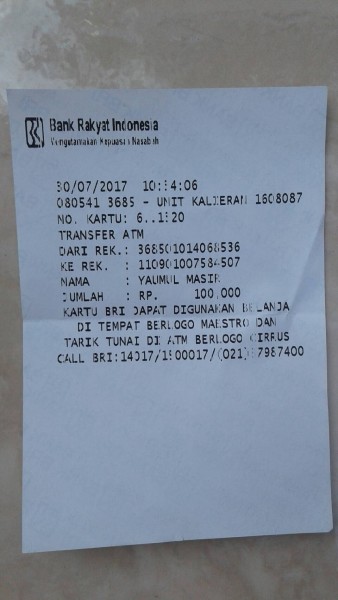 Bank Rakyat Indonesia
Mengutamakan Kepuasan Nasabah
30/07/2017 10:34:06
080541 3685 - UNIT KALIERAN 1608087
NO. KARTU: 6..1520
TRANSFER ATM
DARI REK.: 368501014068536
KE REK. : 110901007584507
NAMA : YAUMUL MASIR
JUMLAH : RP. 100,000
KARTU BRI DAPAT DIGUNAKAN BELANJA
DI TEMPAT BERLOGO MAESTRO DAN
TARIK TUNAI DI ATM BERLOGO CIRRUS
CALL BRI:14017/1500017/(021)57987400